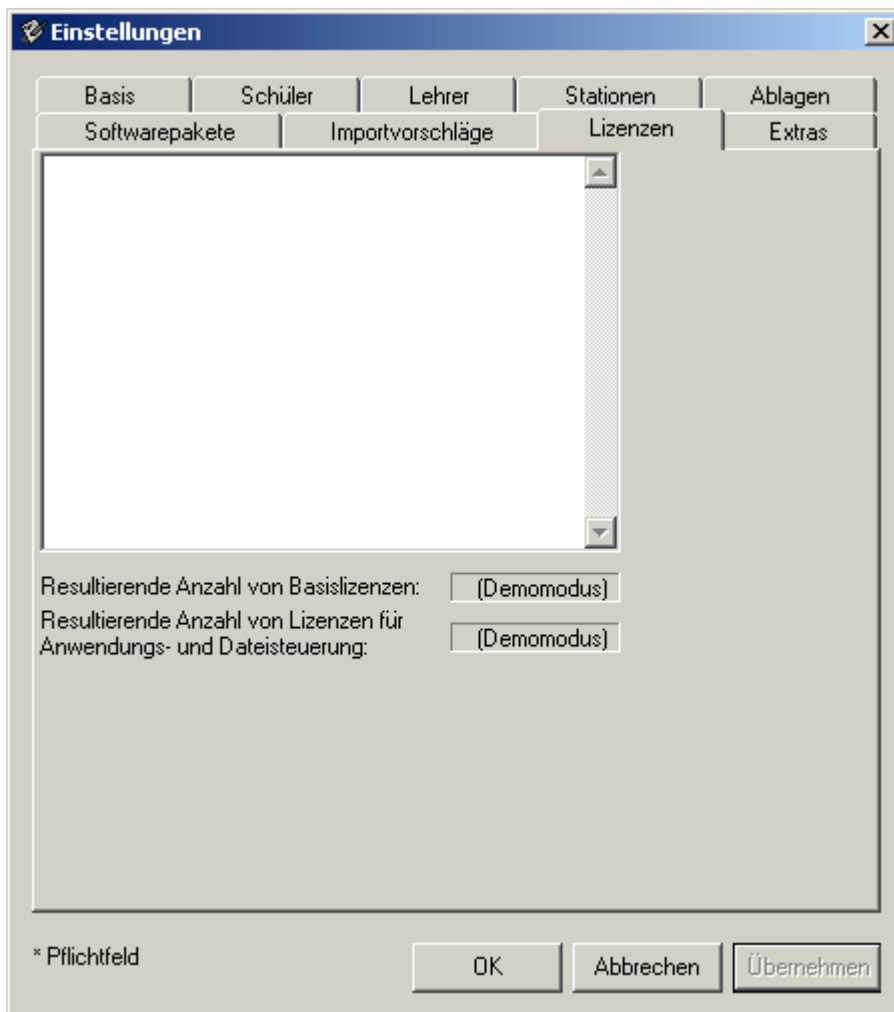 Einstellungen
Basis Schüler Lehrer Stationen Ablagen
Softwarepakete Importvorschläge Lizenzen Extras
Resultierende Anzahl von Basislizenzen: (Demomodus)
Resultierende Anzahl von Lizenzen für
Anwendungs- und Dateisteuerung: (Demomodus)
* Pflichtfeld OK Abbrechen Übernehmen